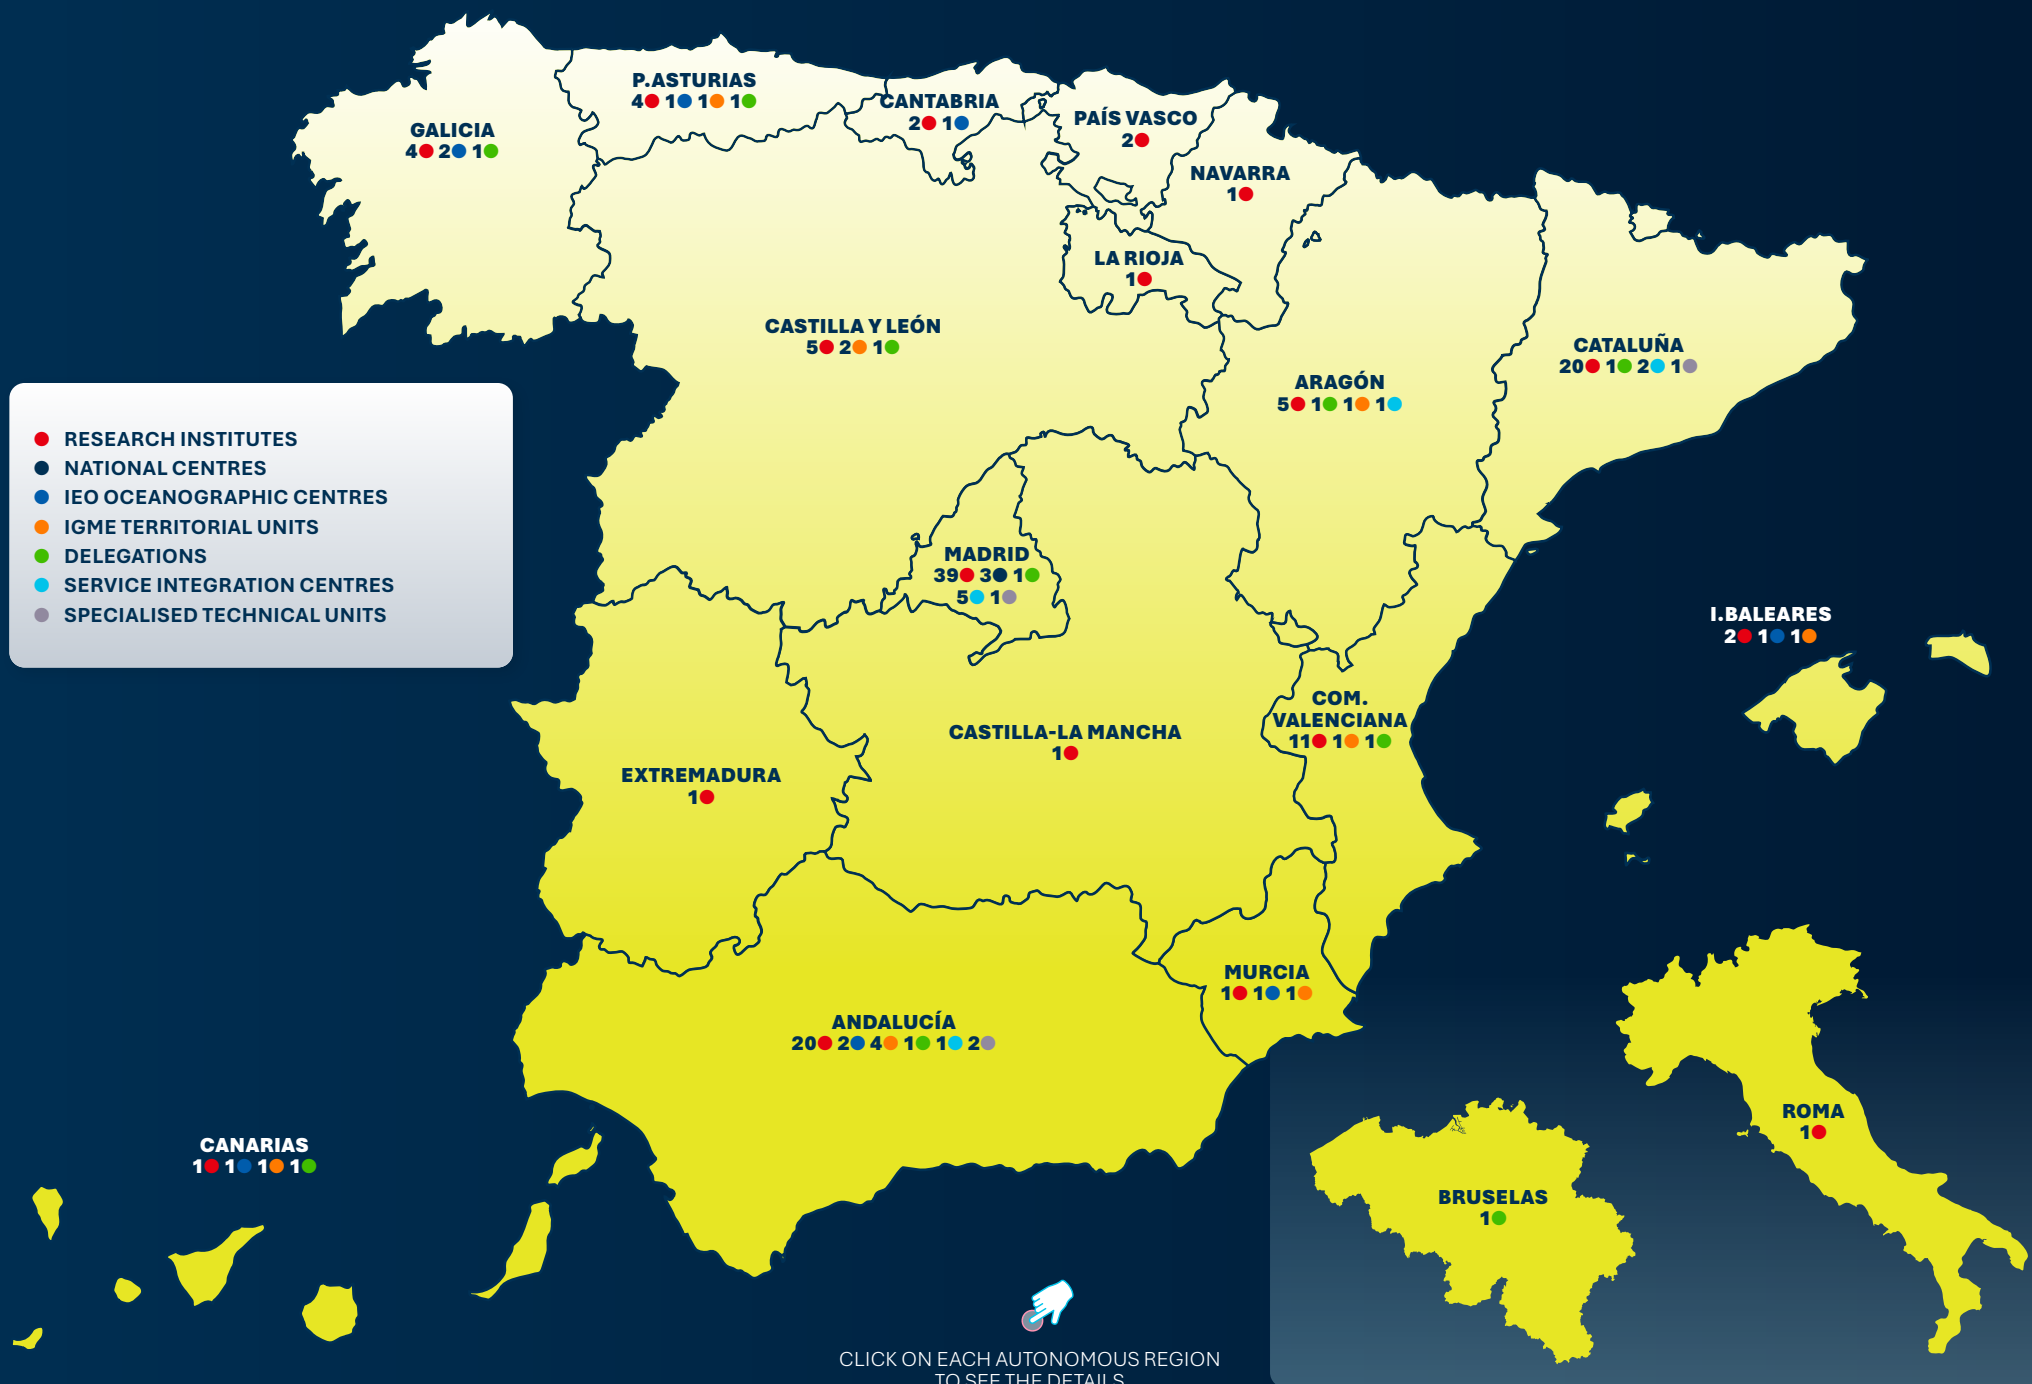 P.ASTURIAS
4 1 1 1
CANTABRIA
2 1
PAÍS VASCO
2
GALICIA
4 2 1
NAVARRA
1
LA RIOJA
1
CASTILLA Y LEÓN
5 2 1
CATALUÑA
20 1 2 1
ARAGÓN
5 1 1 1
RESEARCH INSTITUTES
NATIONAL CENTRES
IEO OCEANOGRAPHIC CENTRES
IGME TERRITORIAL UNITS
DELEGATIONS
SERVICE INTEGRATION CENTRES
SPECIALISED TECHNICAL UNITS
MADRID
39 3 1
5 1
I.BALEARES
2 1 1
COM.
VALENCIANA
11 1 1
CASTILLA-LA MANCHA
1
EXTREMADURA
1
MURCIA
1 1 1
ANDALUCÍA
20 2 4 1 1 2
CANARIAS
1 1 1 1
ROMA
1
BRUSELAS
1
CLICK ON EACH AUTONOMOUS REGION
TO SEE THE DETAILS